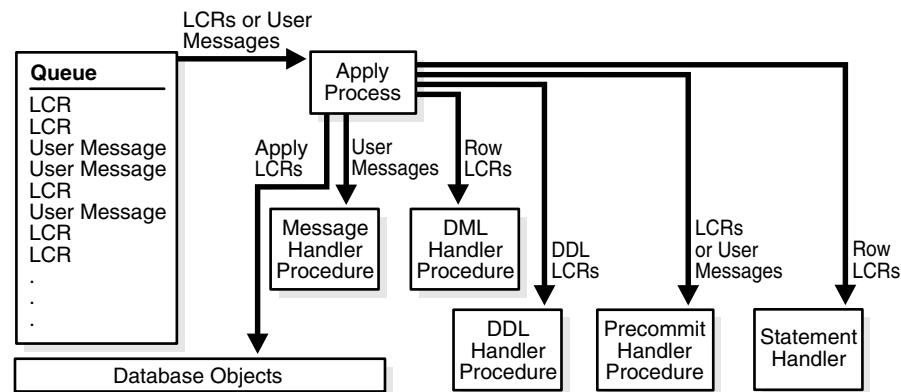 LCRs or User
Messages
Queue
LCR
LCR
User Message
User Message
LCR
User Message
LCR
LCR
.
.
.
Apply
Process
Apply
LCRs
User
Messages
Row
LCRs
Message
Handler
Procedure
DML
Handler
Procedure
DDL
LCRs
LCRs
or User
Messages
Row
LCRs
DDL
Handler
Procedure
Precommit
Handler
Procedure
Statement
Handler
Database Objects